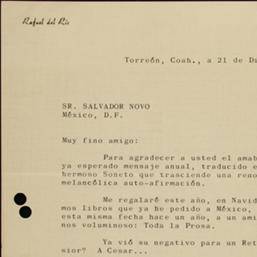 Rafael del Río
Torreón, Coah., a 21 de Di
SR. SALVADOR NOVO
México, D.F.
Muy fino amigo:
Para agradecer a usted el amab
ya esperado mensaje anual, traducido e
hermoso Soneto que trasciende una reno
melancólica auto-afirmación.
Me regalaré este año, en Navid
mos libros que ya he pedido a México,
esta misma fecha hace un año, a un ami
nos voluminoso: Toda la Prosa.
Ya vió su negativo para un Ret
sior? A Cesar...